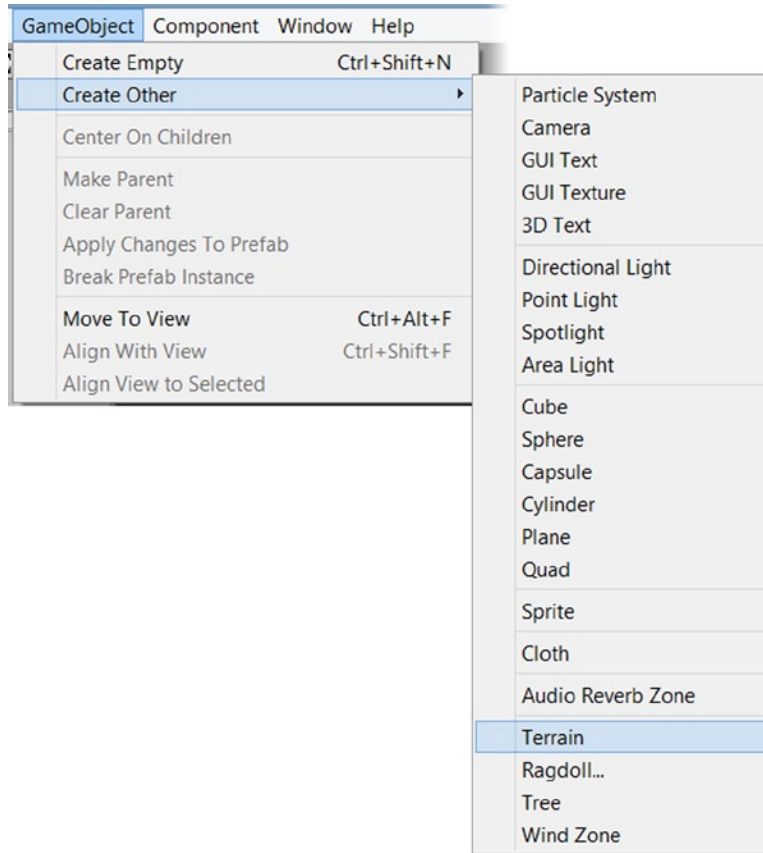 GameObject Component Window Help
Create Empty Ctrl+Shift+N
Create Other
Center On Children
Make Parent
Clear Parent
Apply Changes To Prefab
Break Prefab Instance
Move To View Ctrl+Alt+F
Align With View Ctrl+Shift+F
Align View to Selected
Particle System
Camera
GUI Text
GUI Texture
3D Text
Directional Light
Point Light
Spotlight
Area Light
Cube
Sphere
Capsule
Cylinder
Plane
Quad
Sprite
Cloth
Audio Reverb Zone
Terrain
Ragdoll...
Tree
Wind Zone